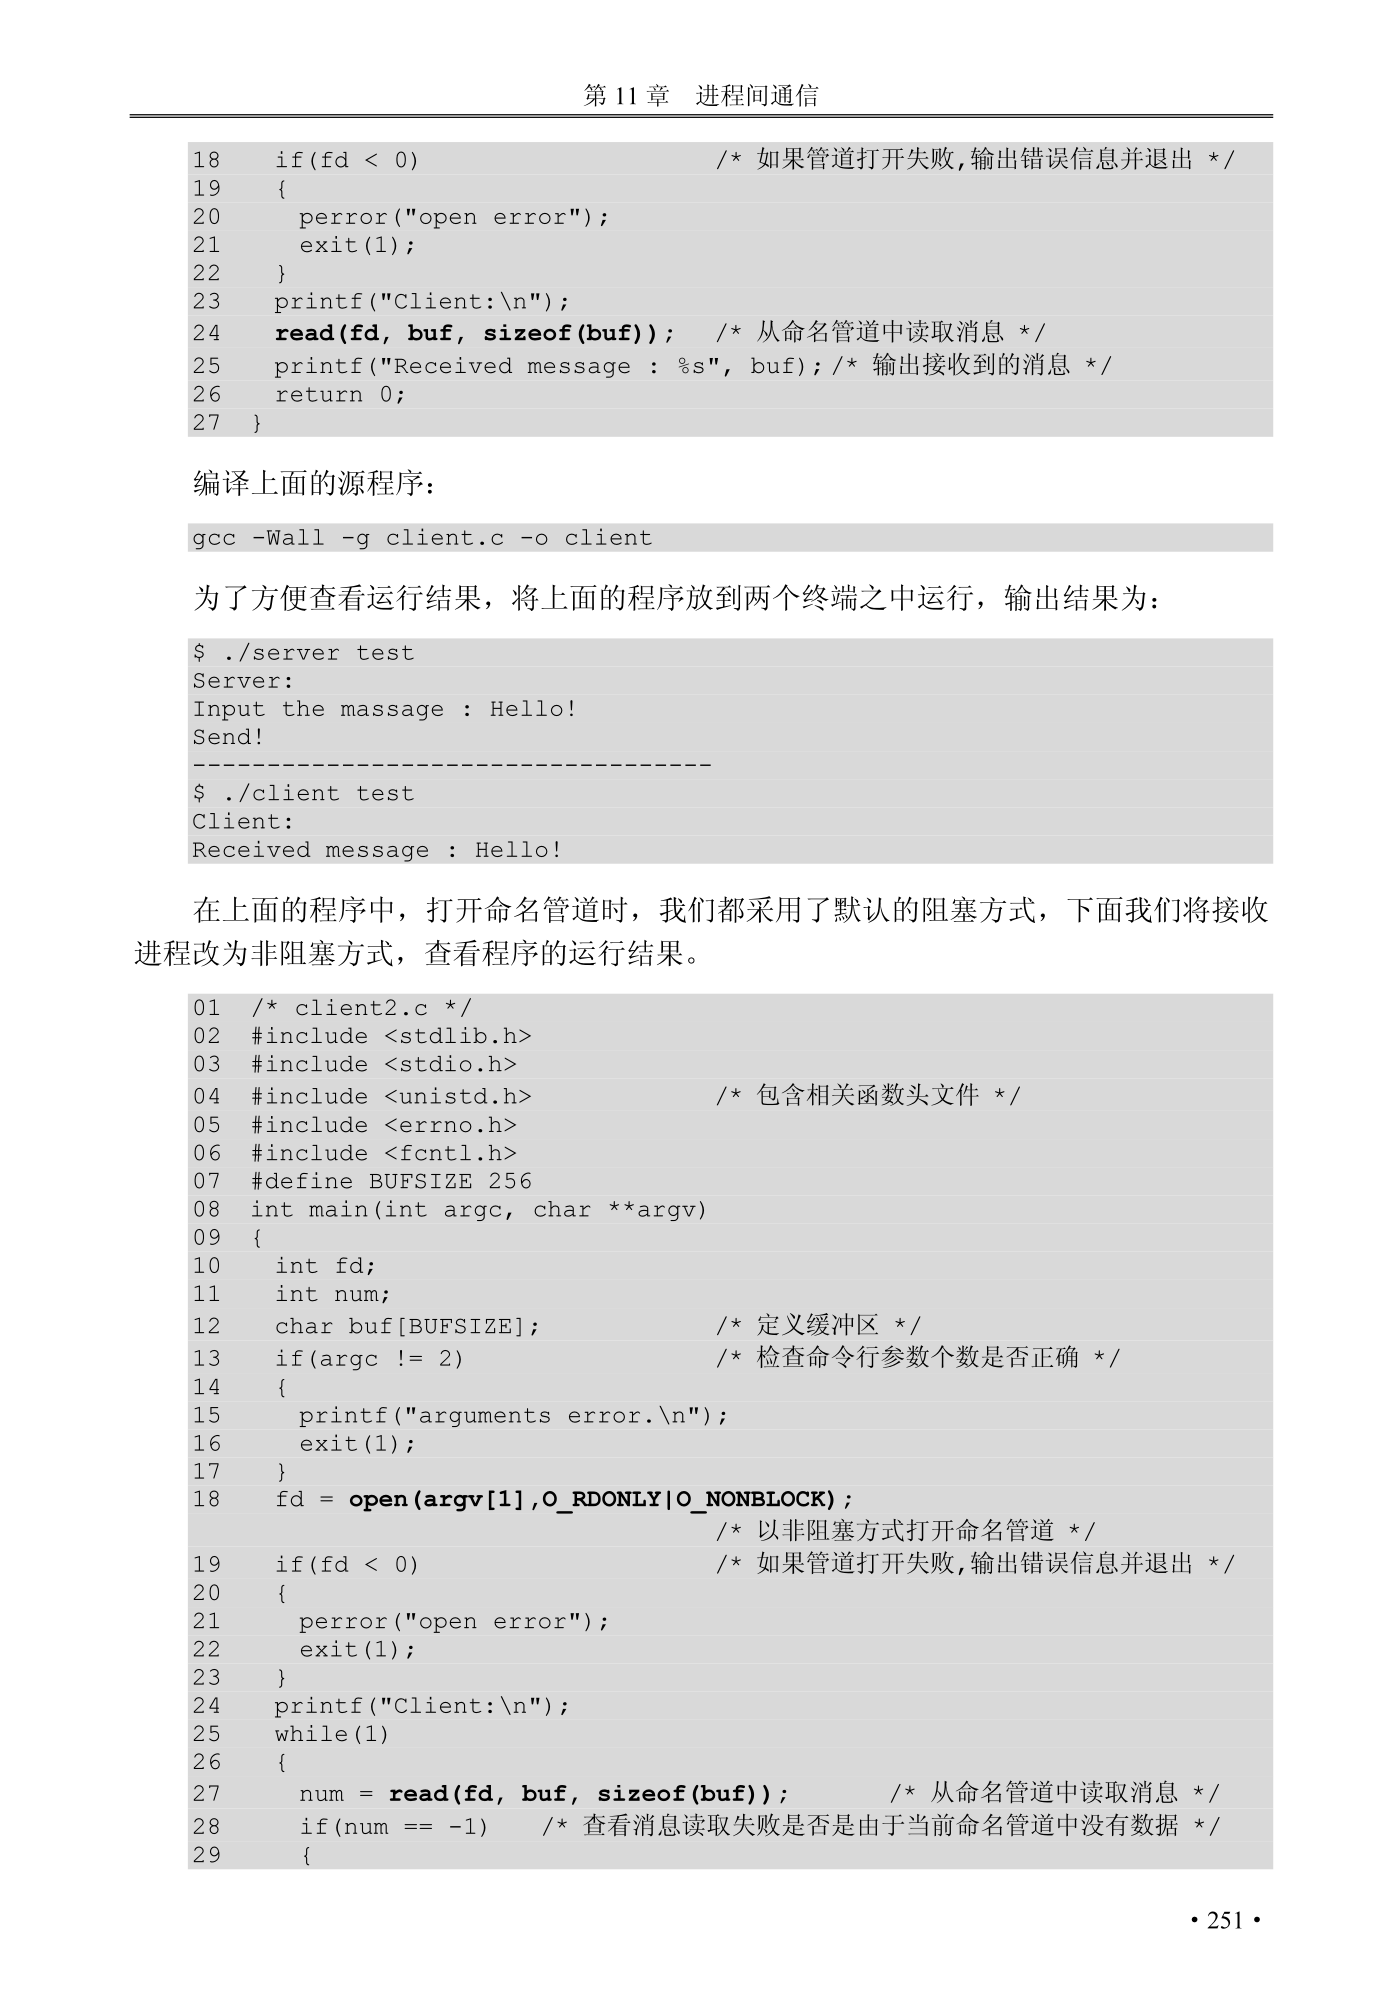 第 11 章　进程间通信
18    if(fd < 0)                    /* 如果管道打开失败,输出错误信息并退出 */
19    {
20      perror("open error");
21      exit(1);
22    }
23    printf("Client:\n");
24    read(fd, buf, sizeof(buf));   /* 从命名管道中读取消息 */
25    printf("Received message : %s", buf);/* 输出接收到的消息 */
26    return 0;
27  }
编译上面的源程序：
gcc -Wall -g client.c -o client
为了方便查看运行结果，将上面的程序放到两个终端之中运行，输出结果为：
$ ./server test
Server:
Input the massage : Hello!
Send!
-----------------------------------
$ ./client test
Client:
Received message : Hello!
在上面的程序中，打开命名管道时，我们都采用了默认的阻塞方式，下面我们将接收
进程改为非阻塞方式，查看程序的运行结果。
01  /* client2.c */
02  #include <stdlib.h>
03  #include <stdio.h>
04  #include <unistd.h>             /* 包含相关函数头文件 */
05  #include <errno.h>
06  #include <fcntl.h>
07  #define BUFSIZE 256
08  int main(int argc, char **argv)
09  {
10    int fd;
11    int num;
12    char buf[BUFSIZE];            /* 定义缓冲区 */
13    if(argc != 2)                 /* 检查命令行参数个数是否正确 */
14    {
15      printf("arguments error.\n");
16      exit(1);
17    }
18    fd = open(argv[1],O_RDONLY|O_NONBLOCK);
/* 以非阻塞方式打开命名管道 */
19    if(fd < 0)                    /* 如果管道打开失败,输出错误信息并退出 */
20    {
21      perror("open error");
22      exit(1);
23    }
24    printf("Client:\n");
25    while(1)
26    {
27      num = read(fd, buf, sizeof(buf));       /* 从命名管道中读取消息 */
28      if(num == -1)    /* 查看消息读取失败是否是由于当前命名管道中没有数据 */
29      {
• 251 •